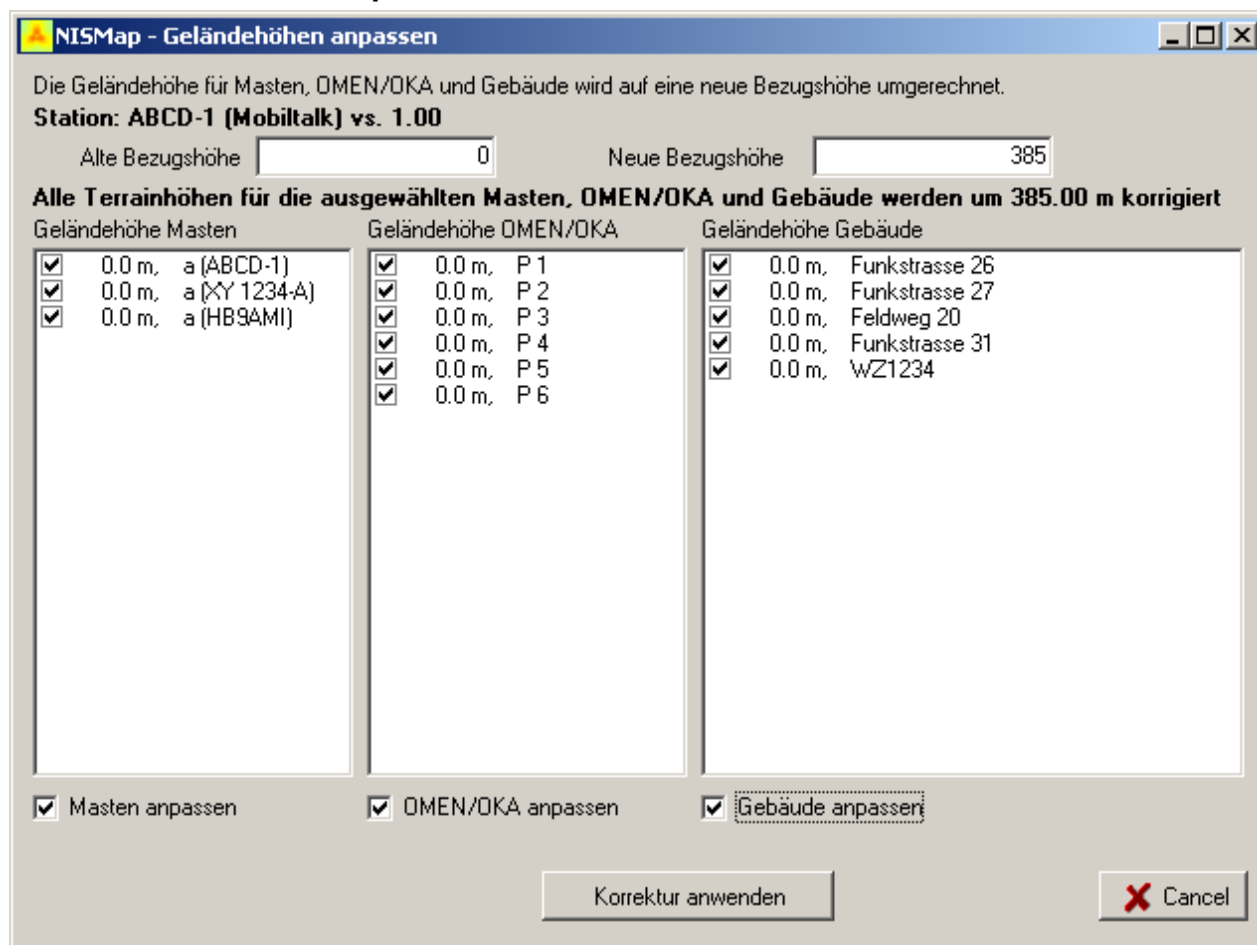 NISMap - Geländehöhen anpassen
Die Geländehöhe für Masten, OMEN/OKA und Gebäude wird auf eine neue Bezugshöhe umgerechnet.
Station: ABCD-1 (Mobiltalk) vs. 1.00
Alte Bezugshöhe 0 Neue Bezugshöhe 385
Alle Terrainhöhen für die ausgewählten Masten, OMEN/OKA und Gebäude werden um 385.00 m korrigiert
Geländehöhe Masten
0.0 m, a (ABCD-1)
0.0 m, a (XY 1234-A)
0.0 m, a (HB9AMI)
Geländehöhe OMEN/OKA
0.0 m, P 1
0.0 m, P 2
0.0 m, P 3
0.0 m, P 4
0.0 m, P 5
0.0 m, P 6
Geländehöhe Gebäude
0.0 m, Funkstrasse 26
0.0 m, Funkstrasse 27
0.0 m, Feldweg 20
0.0 m, Funkstrasse 31
0.0 m, WZ1234
Masten anpassen
OMEN/OKA anpassen
Gebäude anpassen
Korrektur anwenden
Cancel